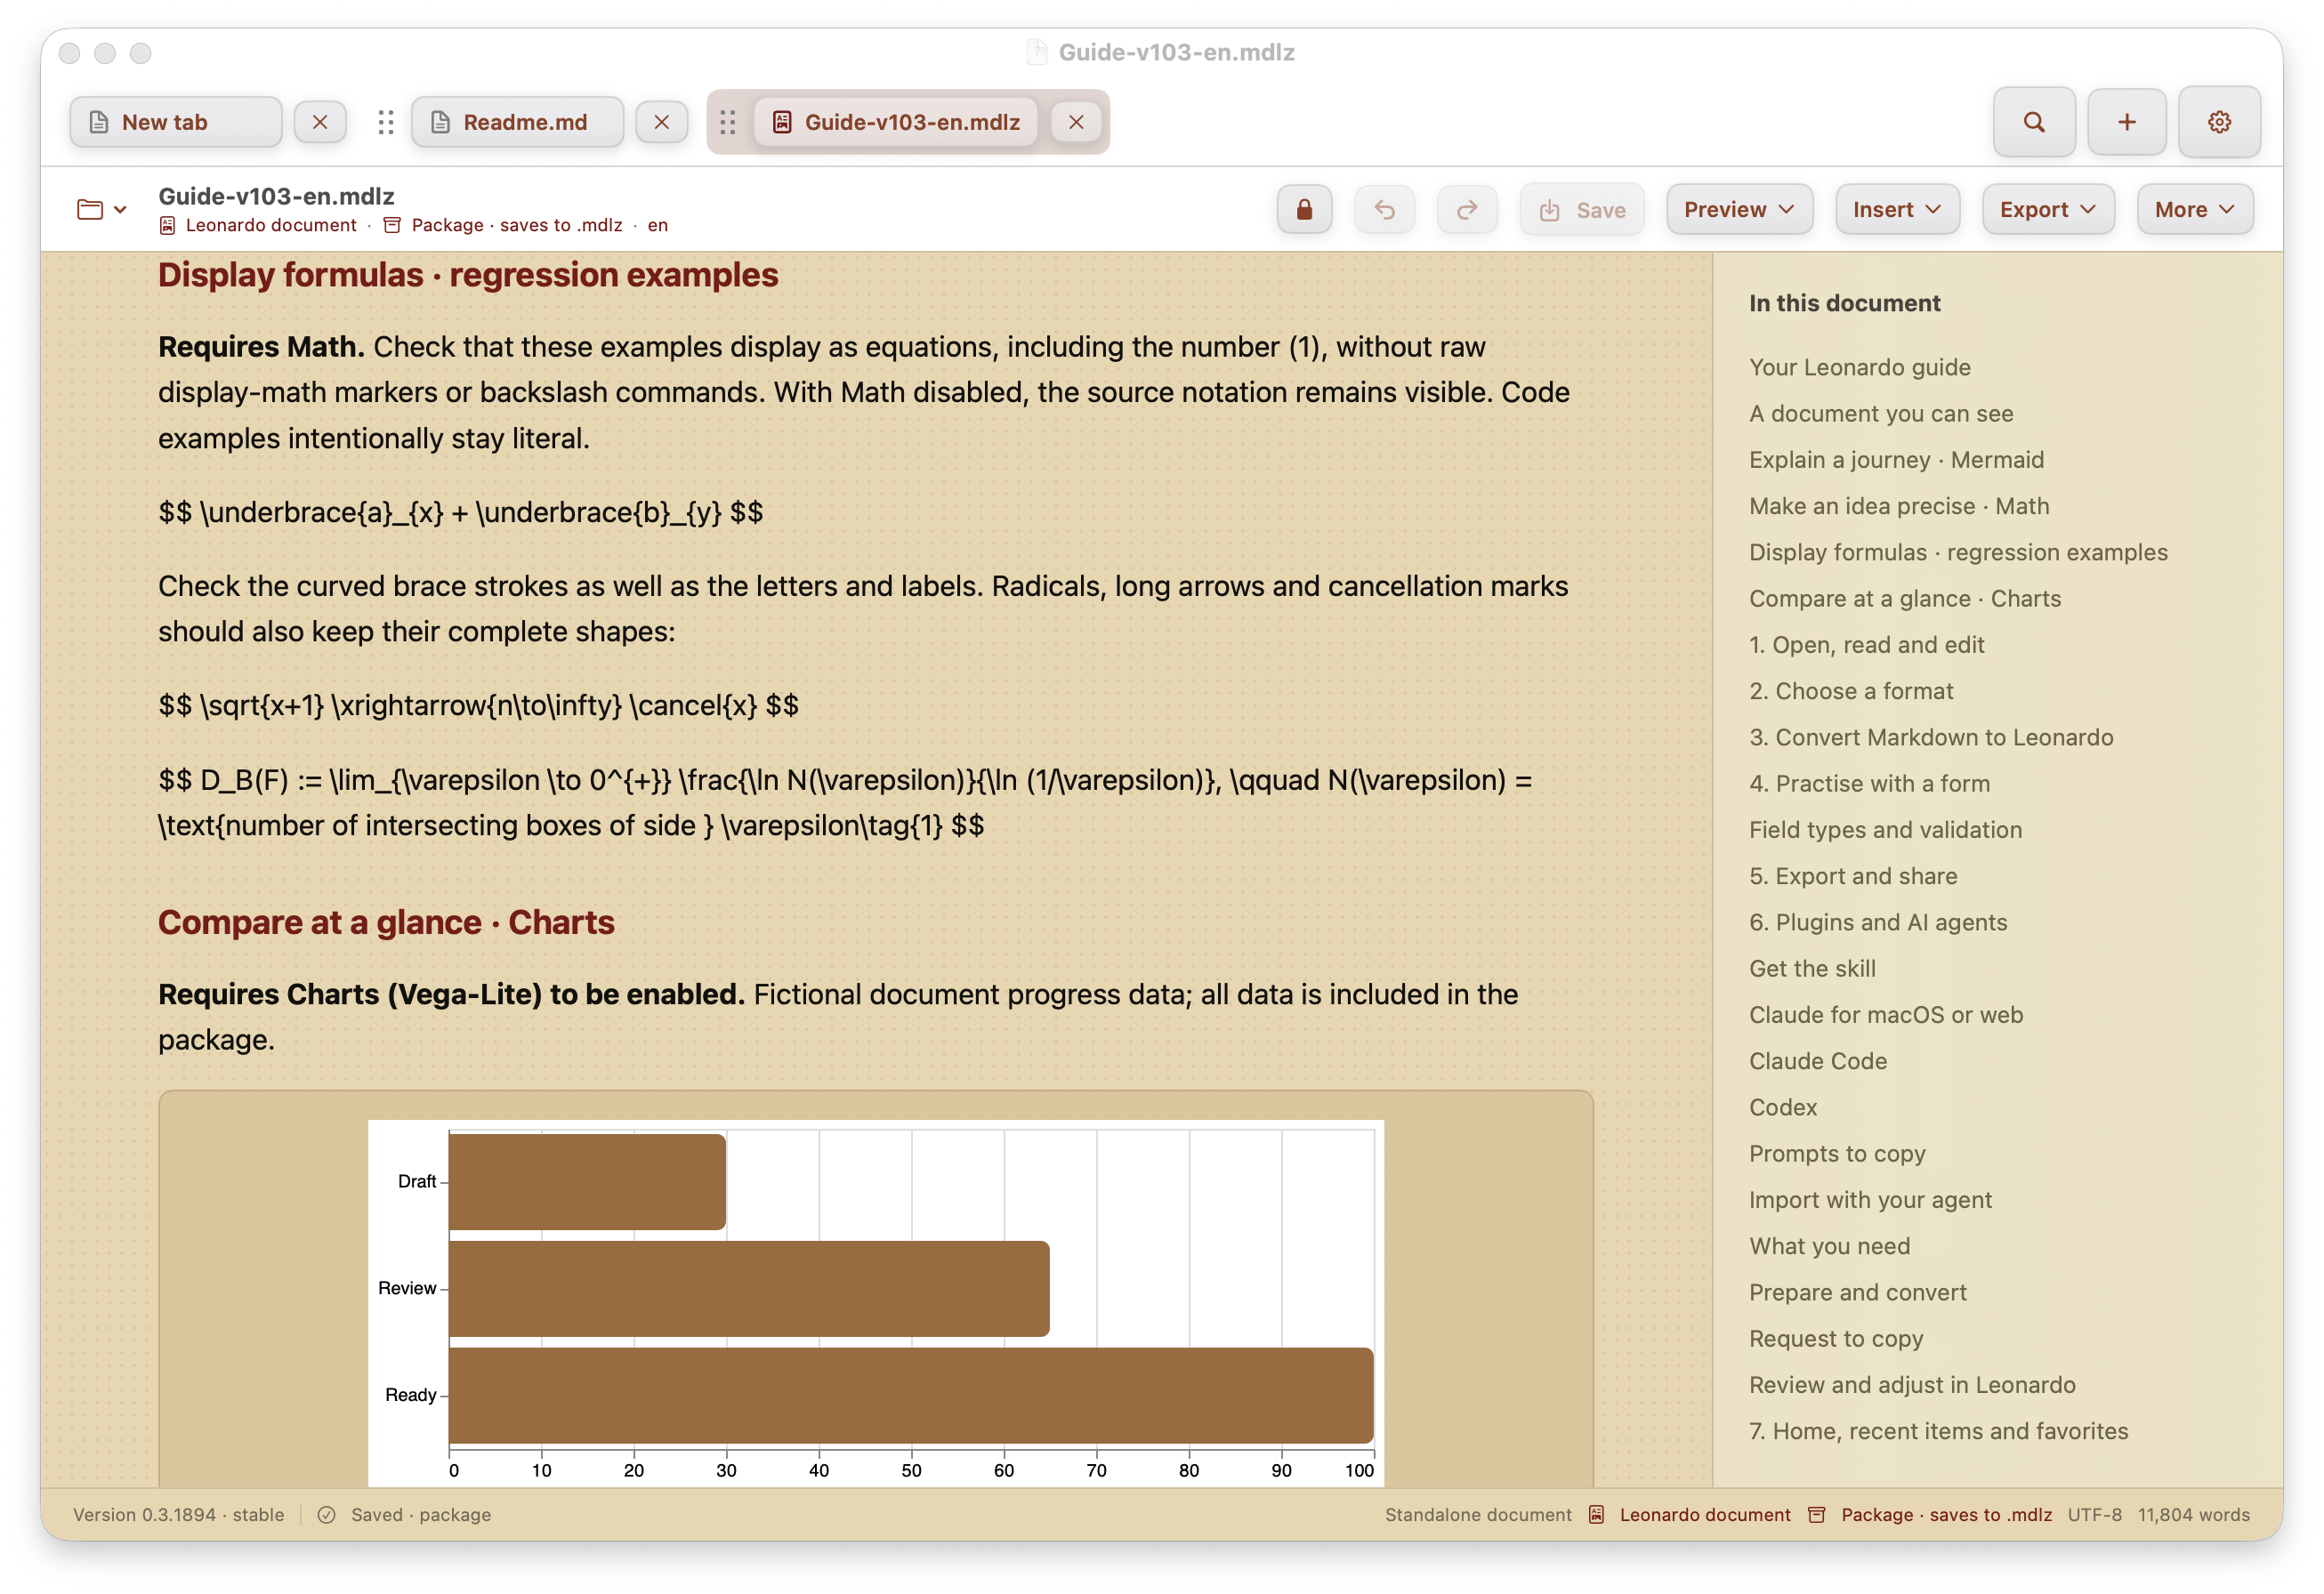 Guide-v103-en.mdlz
New tab
Readme.md
Guide-v103-en.mdlz
Guide-v103-en.mdlz
Leonardo document · Package · saves to .mdlz · en
Save
Preview
Insert
Export
More
Display formulas · regression examples
Requires Math. Check that these examples display as equations, including the number (1), without raw
display-math markers or backslash commands. With Math disabled, the source notation remains visible. Code
examples intentionally stay literal.
$$ \underbrace{a}_{x} + \underbrace{b}_{y} $$
Check the curved brace strokes as well as the letters and labels. Radicals, long arrows and cancellation marks
should also keep their complete shapes:
$$ \sqrt{x+1} \xrightarrow{n\to\infty} \cancel{x} $$
$$ D_B(F) := \lim_{\varepsilon \to 0^{+}} \frac{\ln N(\varepsilon)}{\ln (1/\varepsilon)}, \qquad N(\varepsilon) =
\text{number of intersecting boxes of side } \varepsilon\tag{1} $$
Compare at a glance · Charts
Requires Charts (Vega-Lite) to be enabled. Fictional document progress data; all data is included in the
package.
Draft
Review
Ready
0 10 20 30 40 50 60 70 80 90 100
In this document
Your Leonardo guide
A document you can see
Explain a journey · Mermaid
Make an idea precise · Math
Display formulas · regression examples
Compare at a glance · Charts
1. Open, read and edit
2. Choose a format
3. Convert Markdown to Leonardo
4. Practise with a form
Field types and validation
5. Export and share
6. Plugins and AI agents
Get the skill
Claude for macOS or web
Claude Code
Codex
Prompts to copy
Import with your agent
What you need
Prepare and convert
Request to copy
Review and adjust in Leonardo
7. Home, recent items and favorites
Version 0.3.1894 · stable
Saved · package
Standalone document
Leonardo document
Package · saves to .mdlz
UTF-8
11,804 words